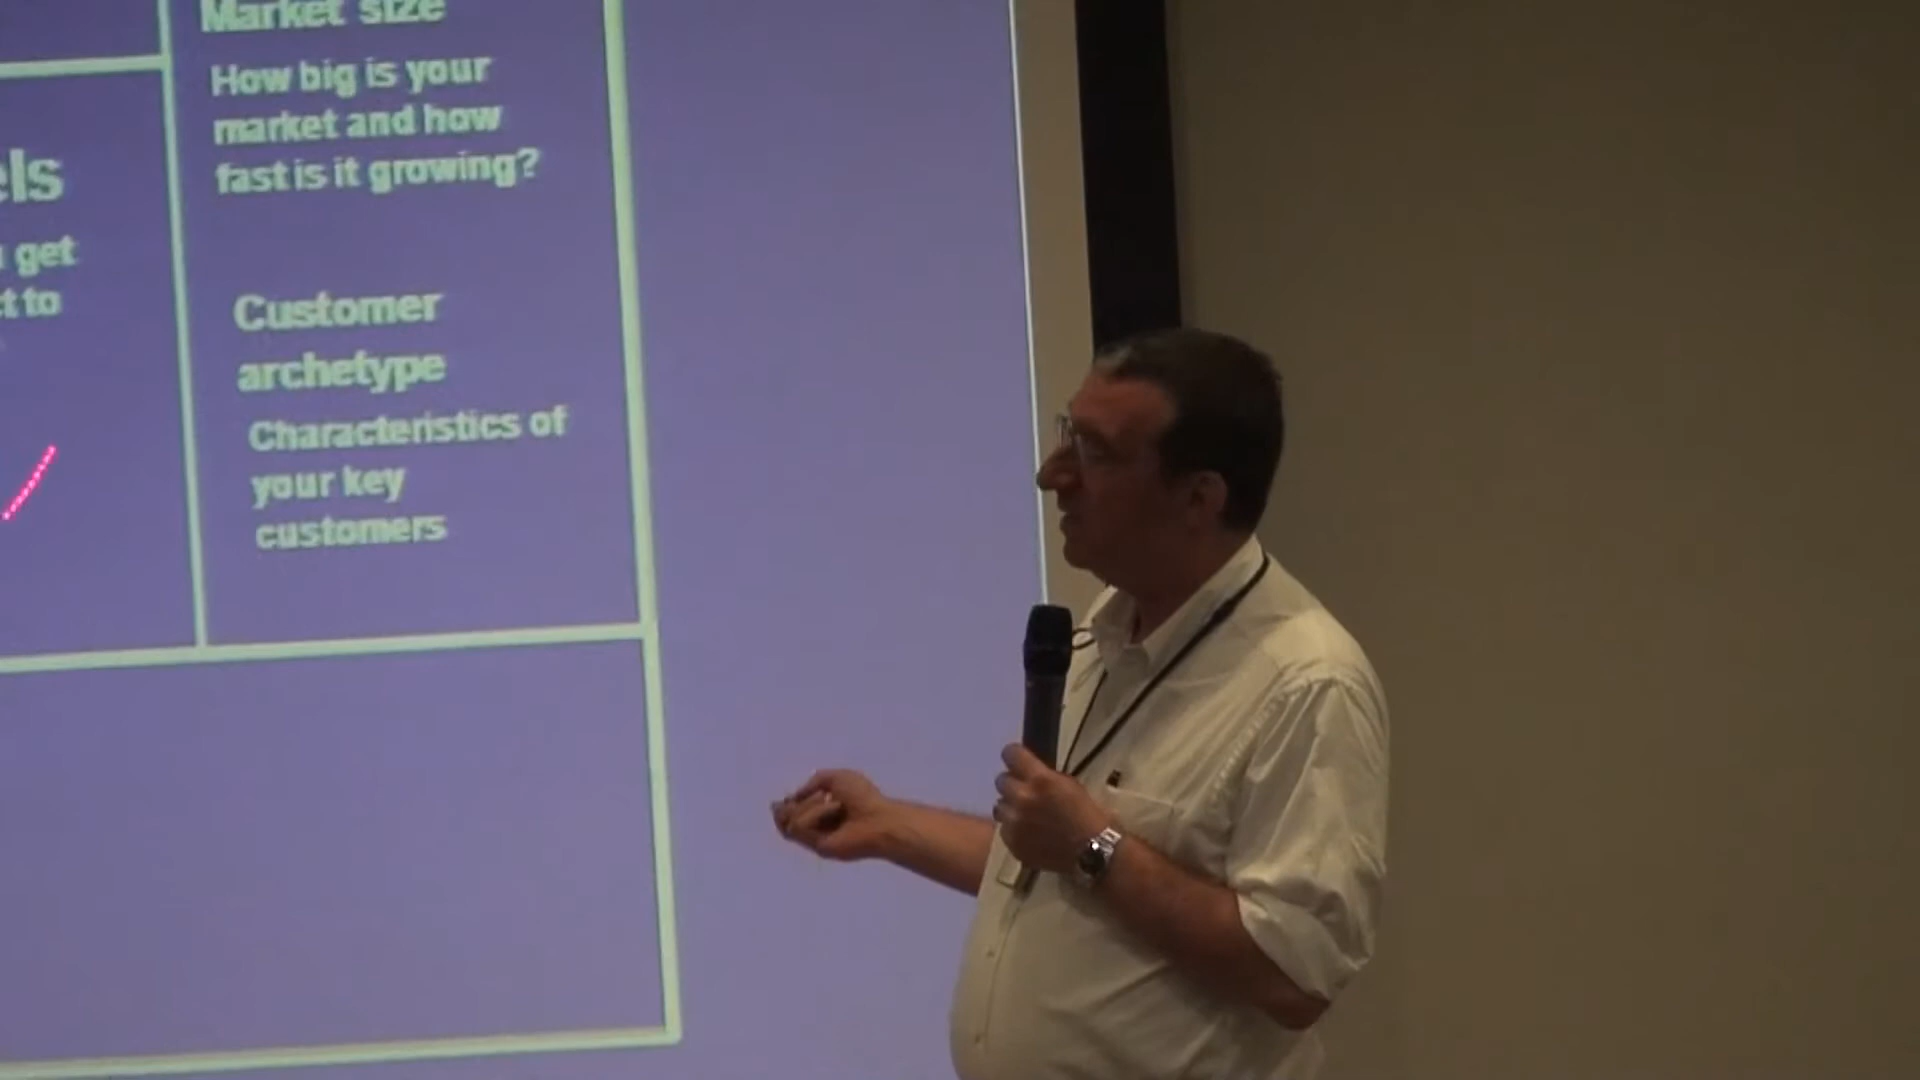 Market size
How big is your
market and how
fast is it growing?
els
get
t to
Customer
archetype
Characteristics of
your key
customers